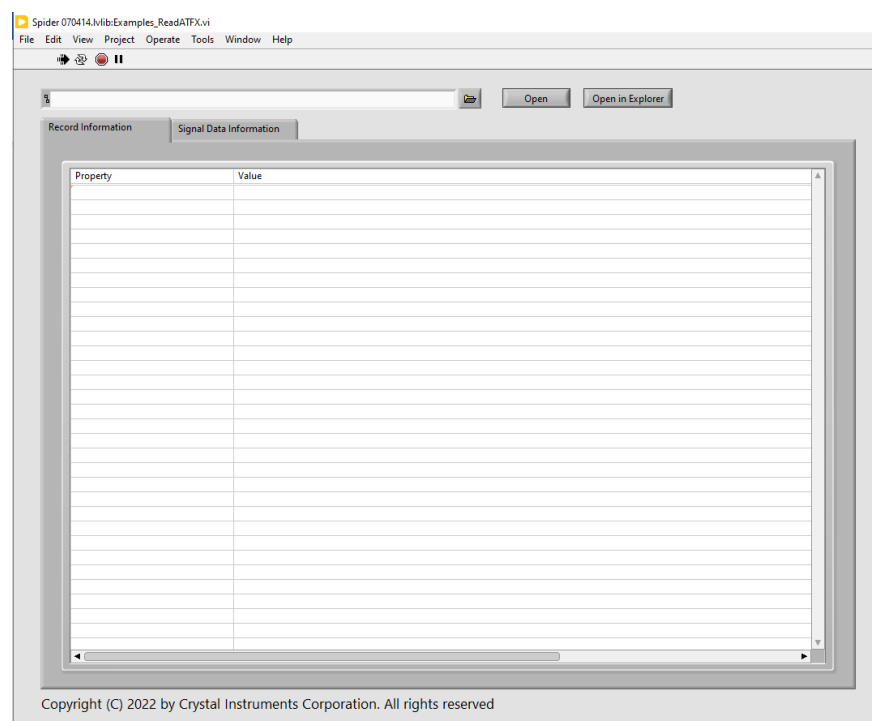 Spider 070414.lvlib:Examples_ReadATFX.vi
File Edit View Project Operate Tools Window Help
Open Open in Explorer
Record Information Signal Data Information
Property Value
Copyright (C) 2022 by Crystal Instruments Corporation. All rights reserved